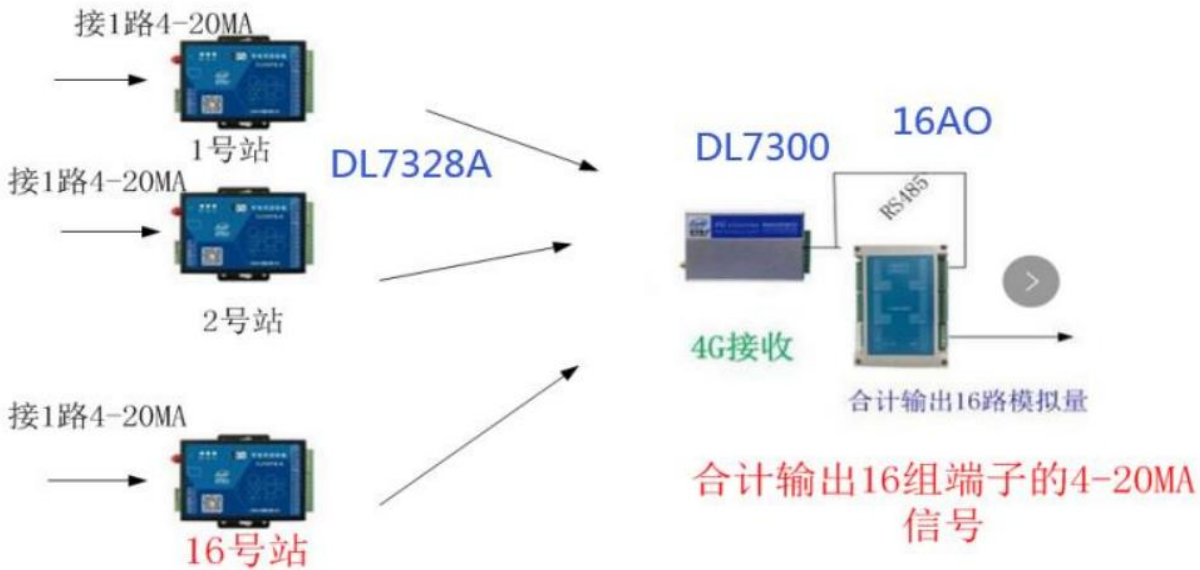 接1路4-20MA
1号站
接1路4-20MA
DL7328A
2号站
接1路4-20MA
16号站
DL7300
16AO
RS485
4G接收
合计输出16路模拟量
合计输出16组端子的4-20MA
信号